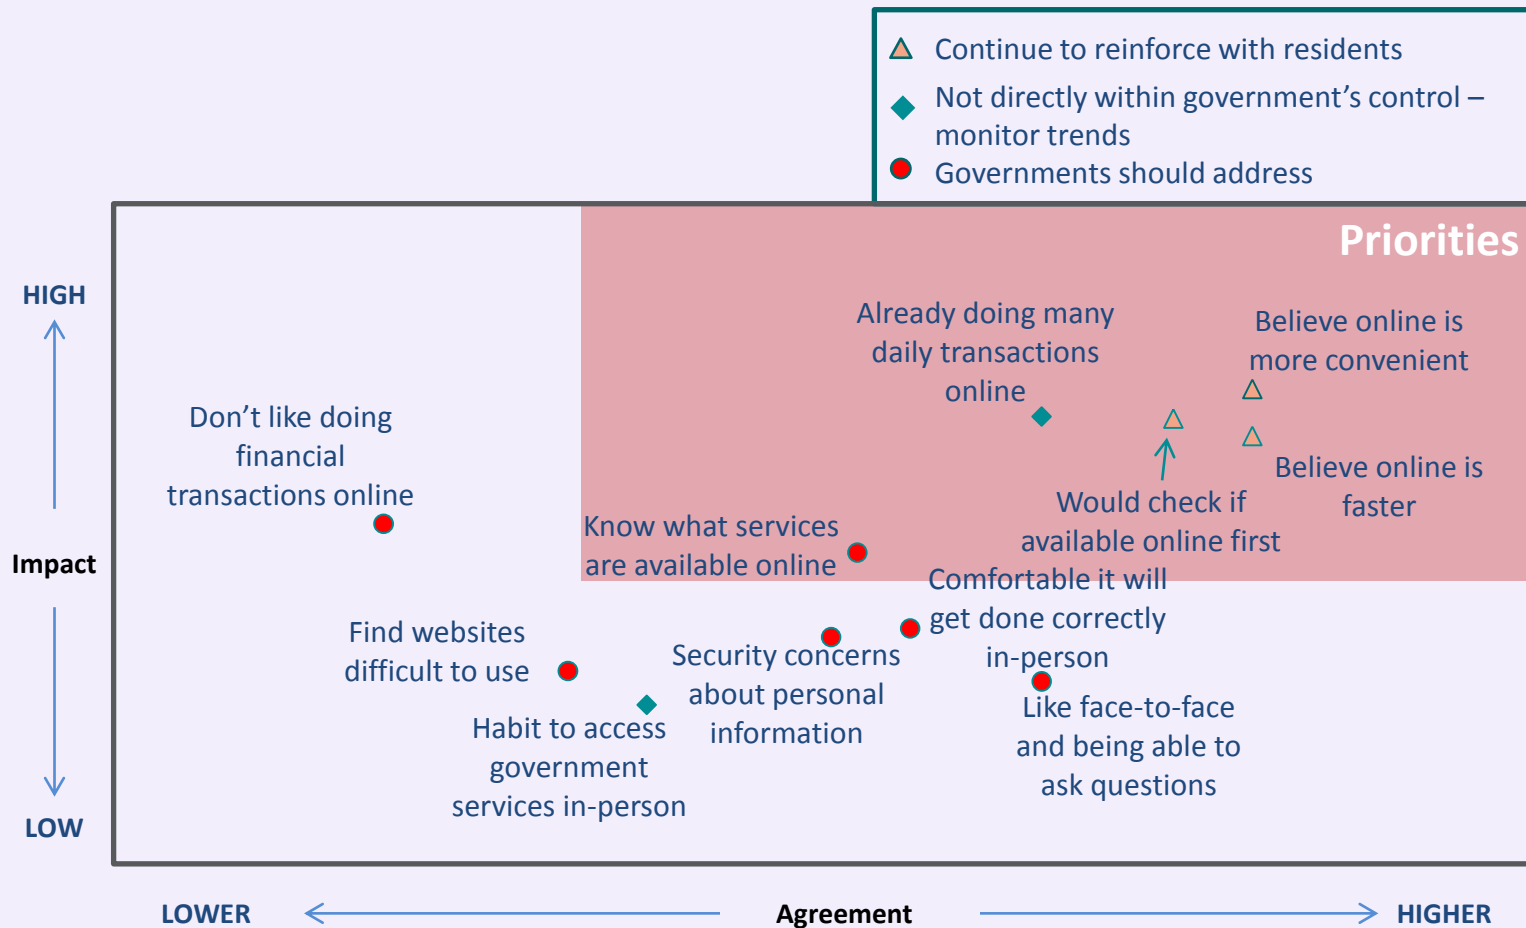 Continue to reinforce with residents
Not directly within government’s control –
monitor trends
Governments should address
Priorities
HIGH
Impact
LOW
Already doing many
daily transactions
online
Believe online is
more convenient
Don’t like doing
financial
transactions online
Believe online is
faster
Would check if
available online first
Know what services
are available online
Comfortable it will
get done correctly
in-person
Find websites
difficult to use
Security concerns
about personal
information
Like face-to-face
and being able to
ask questions
Habit to access
government
services in-person
LOWER
Agreement
HIGHER